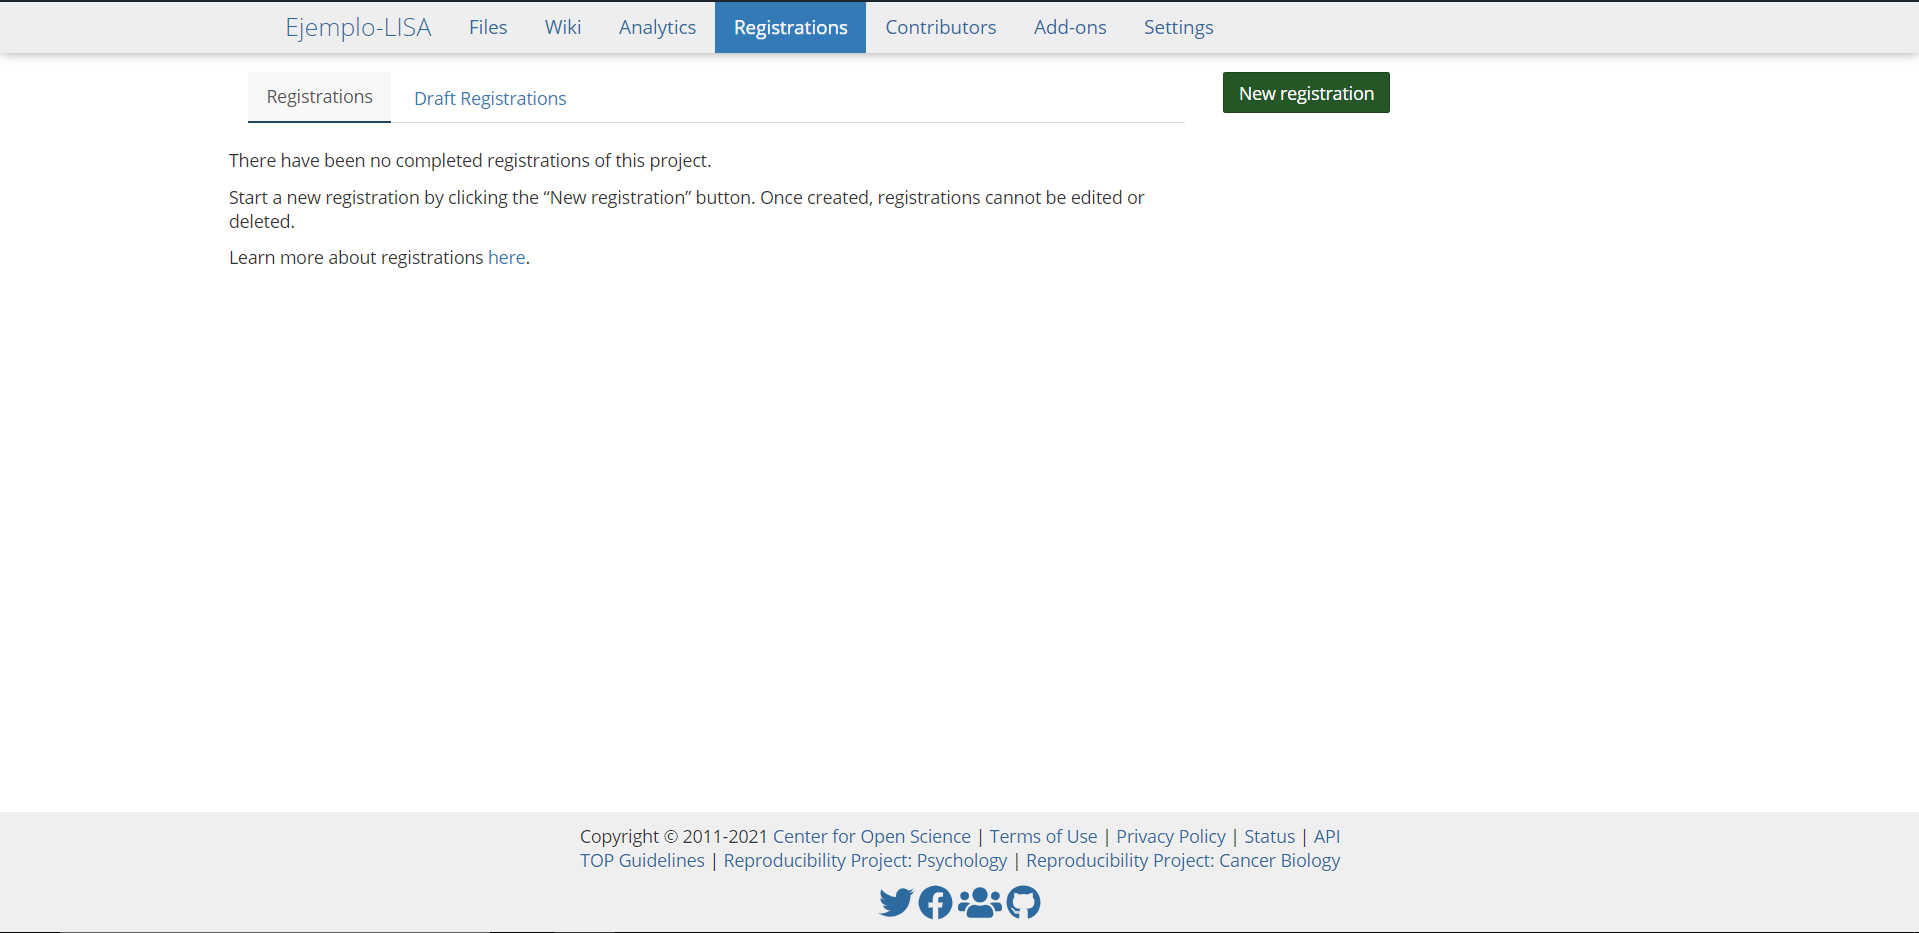 Ejemplo-LISA Files Wiki Analytics Registrations Contributors Add-ons Settings
Registrations Draft Registrations New registration
There have been no completed registrations of this project.
Start a new registration by clicking the “New registration” button. Once created, registrations cannot be edited or
deleted.
Learn more about registrations here.
Copyright © 2011-2021 Center for Open Science | Terms of Use | Privacy Policy | Status | API
TOP Guidelines | Reproducibility Project: Psychology | Reproducibility Project: Cancer Biology